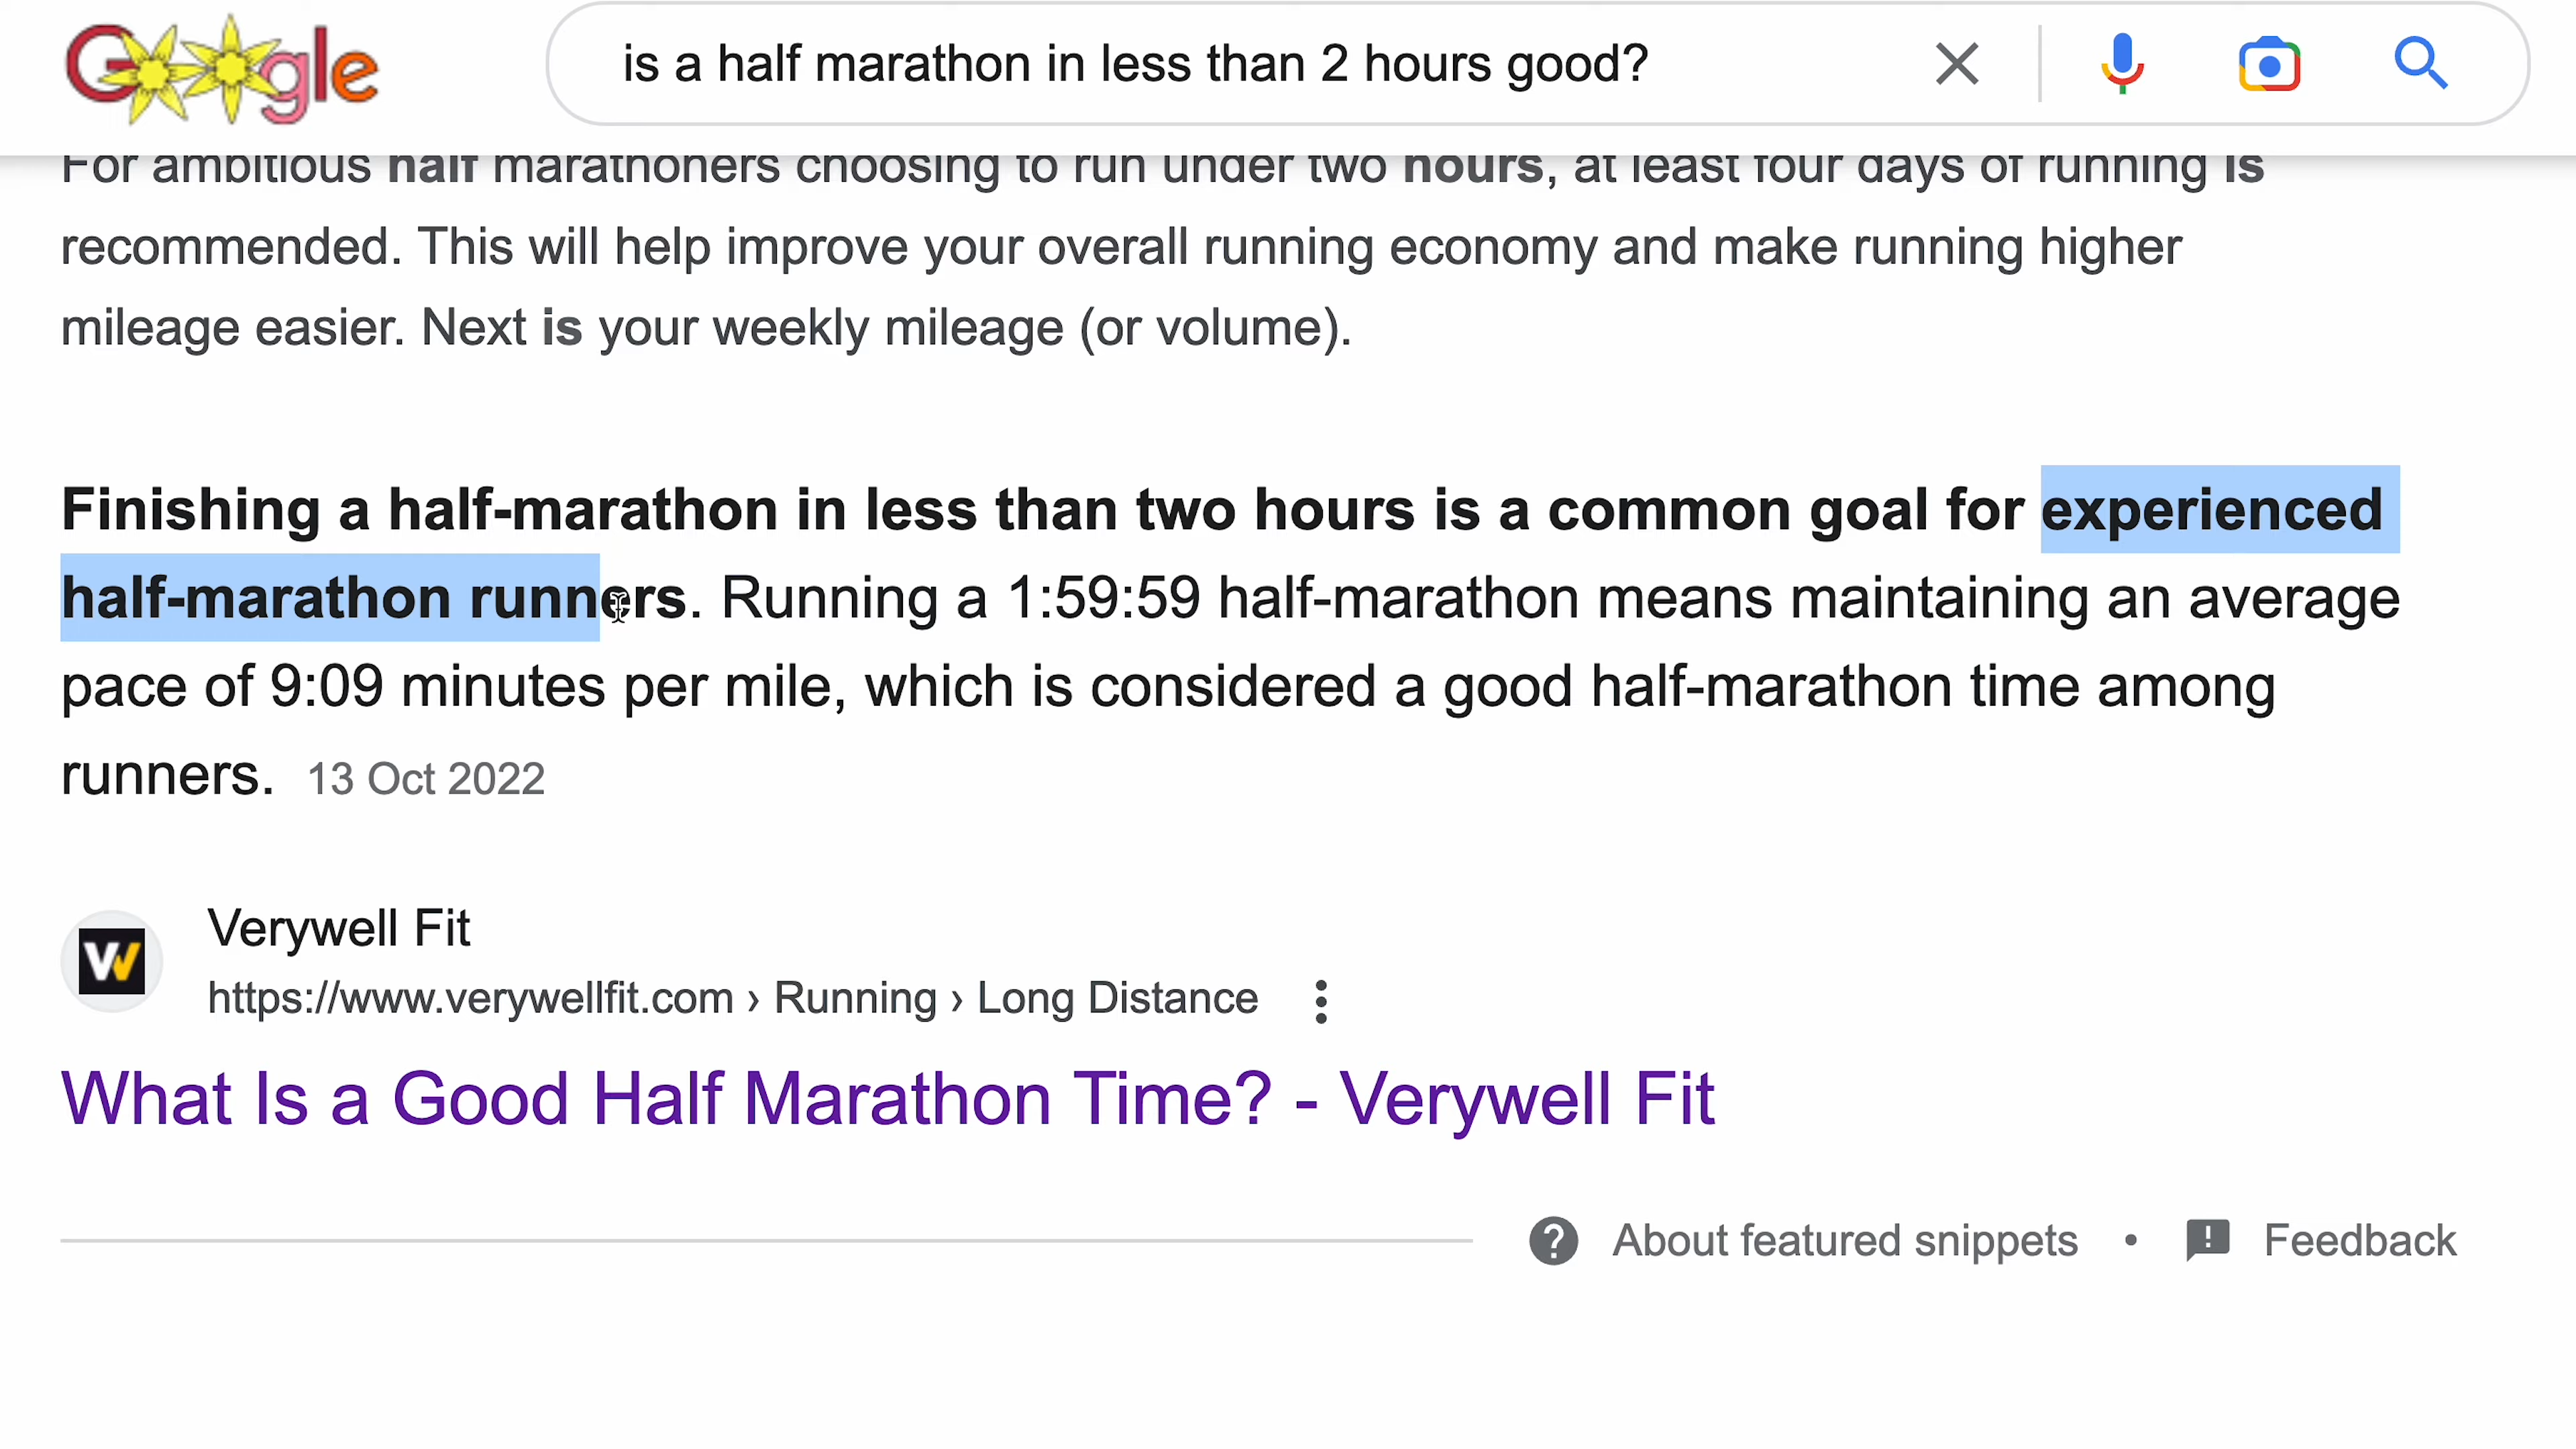 Google
is a half marathon in less than 2 hours good?
For ambitious half marathoners choosing to run under two hours, at least four days of running is
recommended. This will help improve your overall running economy and make running higher
mileage easier. Next is your weekly mileage (or volume).
Finishing a half-marathon in less than two hours is a common goal for experienced
half-marathon runners. Running a 1:59:59 half-marathon means maintaining an average
pace of 9:09 minutes per mile, which is considered a good half-marathon time among
runners. 13 Oct 2022
Verywell Fit
https://www.verywellfit.com › Running › Long Distance
What Is a Good Half Marathon Time? - Verywell Fit
About featured snippets • Feedback